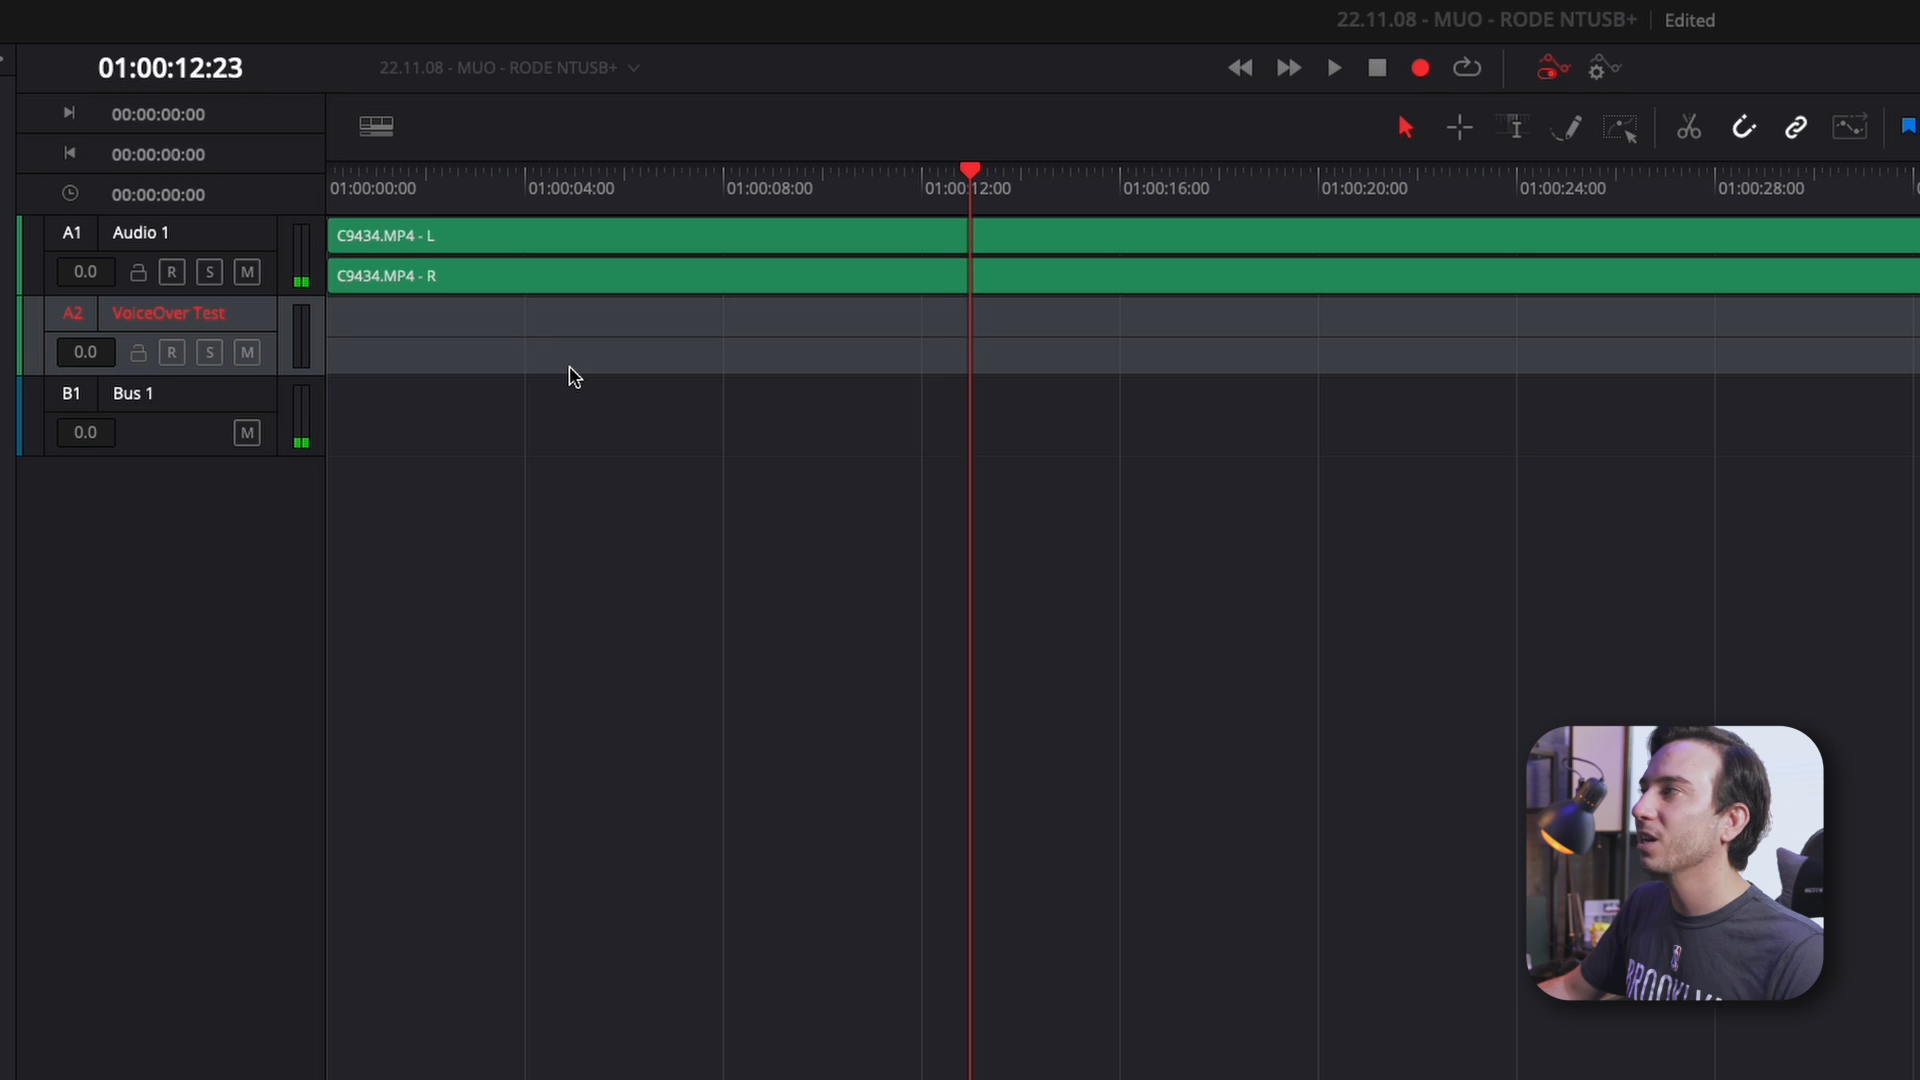 22.11.08 - MUO - RODE NTUSB+ Edited
01:00:12:23
22.11.08 - MUO - RODE NTUSB+
00:00:00:00
00:00:00:00
00:00:00:00
01:00:00:00 01:00:04:00 01:00:08:00 01:00:12:00 01:00:16:00 01:00:20:00 01:00:24:00 01:00:28:00
A1 Audio 1
0.0 R S M
C9434.MP4 - L
C9434.MP4 - R
A2 VoiceOver Test
0.0 R S M
B1 Bus 1
0.0 M